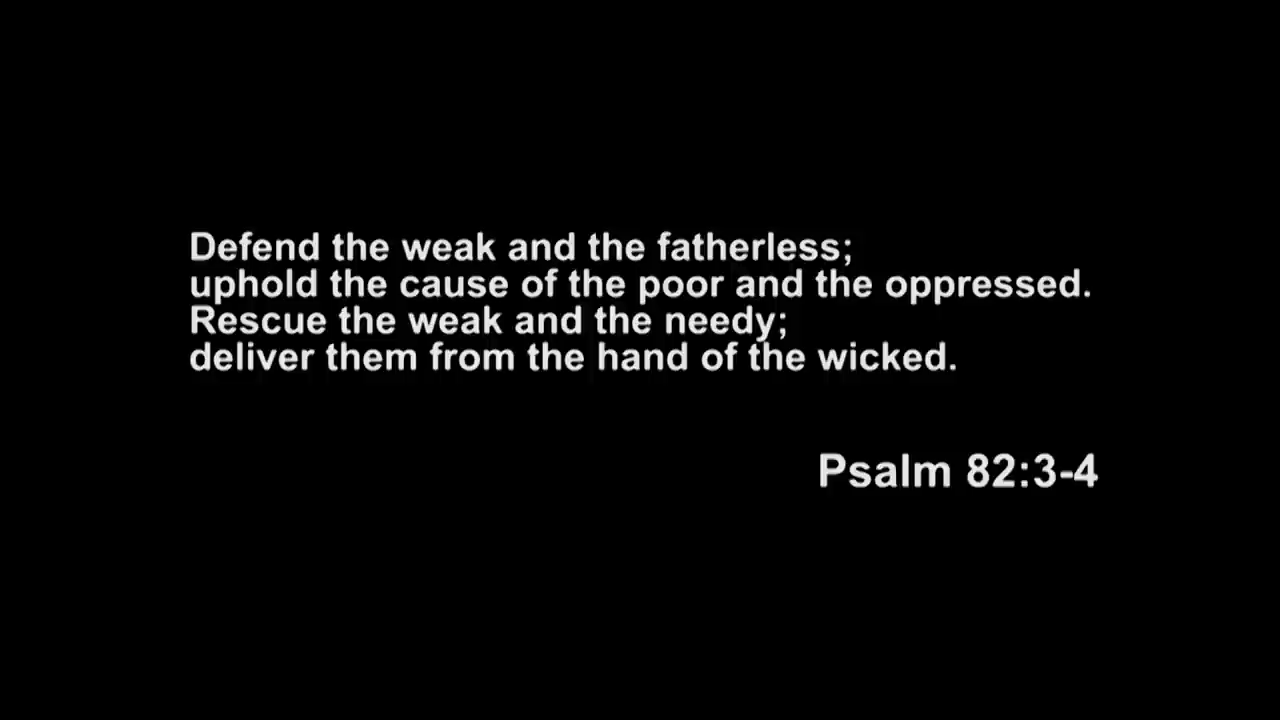 Defend the weak and the fatherless;
uphold the cause of the poor and the oppressed.
Rescue the weak and the needy;
deliver them from the hand of the wicked.
Psalm 82:3-4